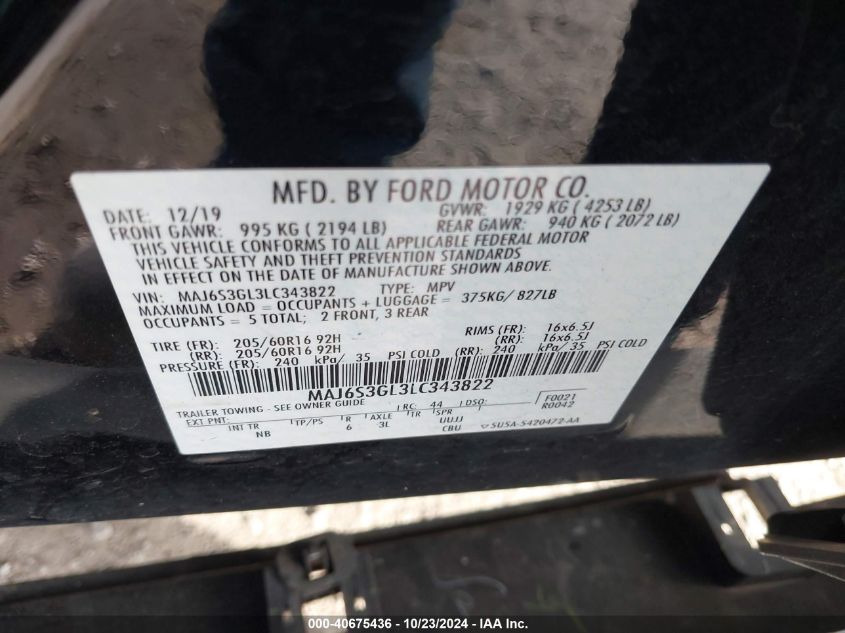 MFD. BY FORD MOTOR CO.
DATE: 12/19 GVWR: 1929 KG ( 4253 LB)
FRONT GAWR: 995 KG ( 2194 LB) REAR GAWR: 940 KG ( 2072 LB)
THIS VEHICLE CONFORMS TO ALL APPLICABLE FEDERAL MOTOR
VEHICLE SAFETY AND THEFT PREVENTION STANDARDS
IN EFFECT ON THE DATE OF MANUFACTURE SHOWN ABOVE.
VIN: MAJ6S3GL3LC343822 TYPE: MPV
MAXIMUM LOAD = OCCUPANTS + LUGGAGE = 375KG/ 827LB
OCCUPANTS = 5 TOTAL; 2 FRONT, 3 REAR
TIRE (FR): 205/60R16 92H RIMS (FR): 16x6.5J
(RR): 205/60R16 92H (RR): 16x6.5J
PRESSURE (FR): 240 kPa/ 35 PSI COLD (RR): 240 kPa/ 35 PSI COLD
MAJ6S3GL3LC343822
TRAILER TOWING - SEE OWNER GUIDE
EXT PNT: RC: 44 DSO: F0021
R0042
INT TR TP/PS R AXLE TR SPR
NB 6 3L UUJJ
CBU SU5A-5420472-AA
000-40675436 - 10/23/2024 - IAA Inc.